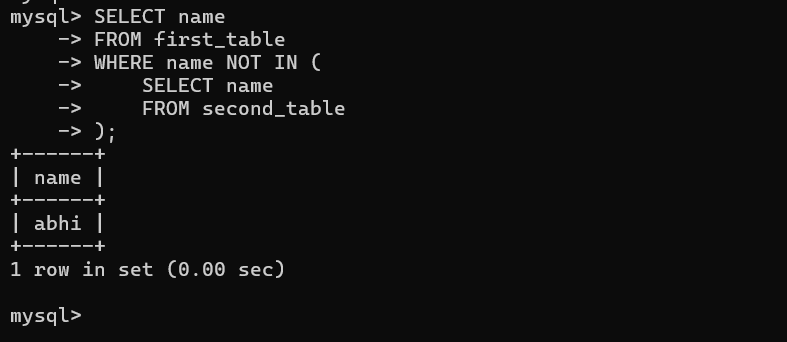 mysql> SELECT name
    -> FROM first_table
    -> WHERE name NOT IN (
    ->     SELECT name
    ->     FROM second_table
    -> );
+------+
| name |
+------+
| abhi |
+------+
1 row in set (0.00 sec)

mysql>